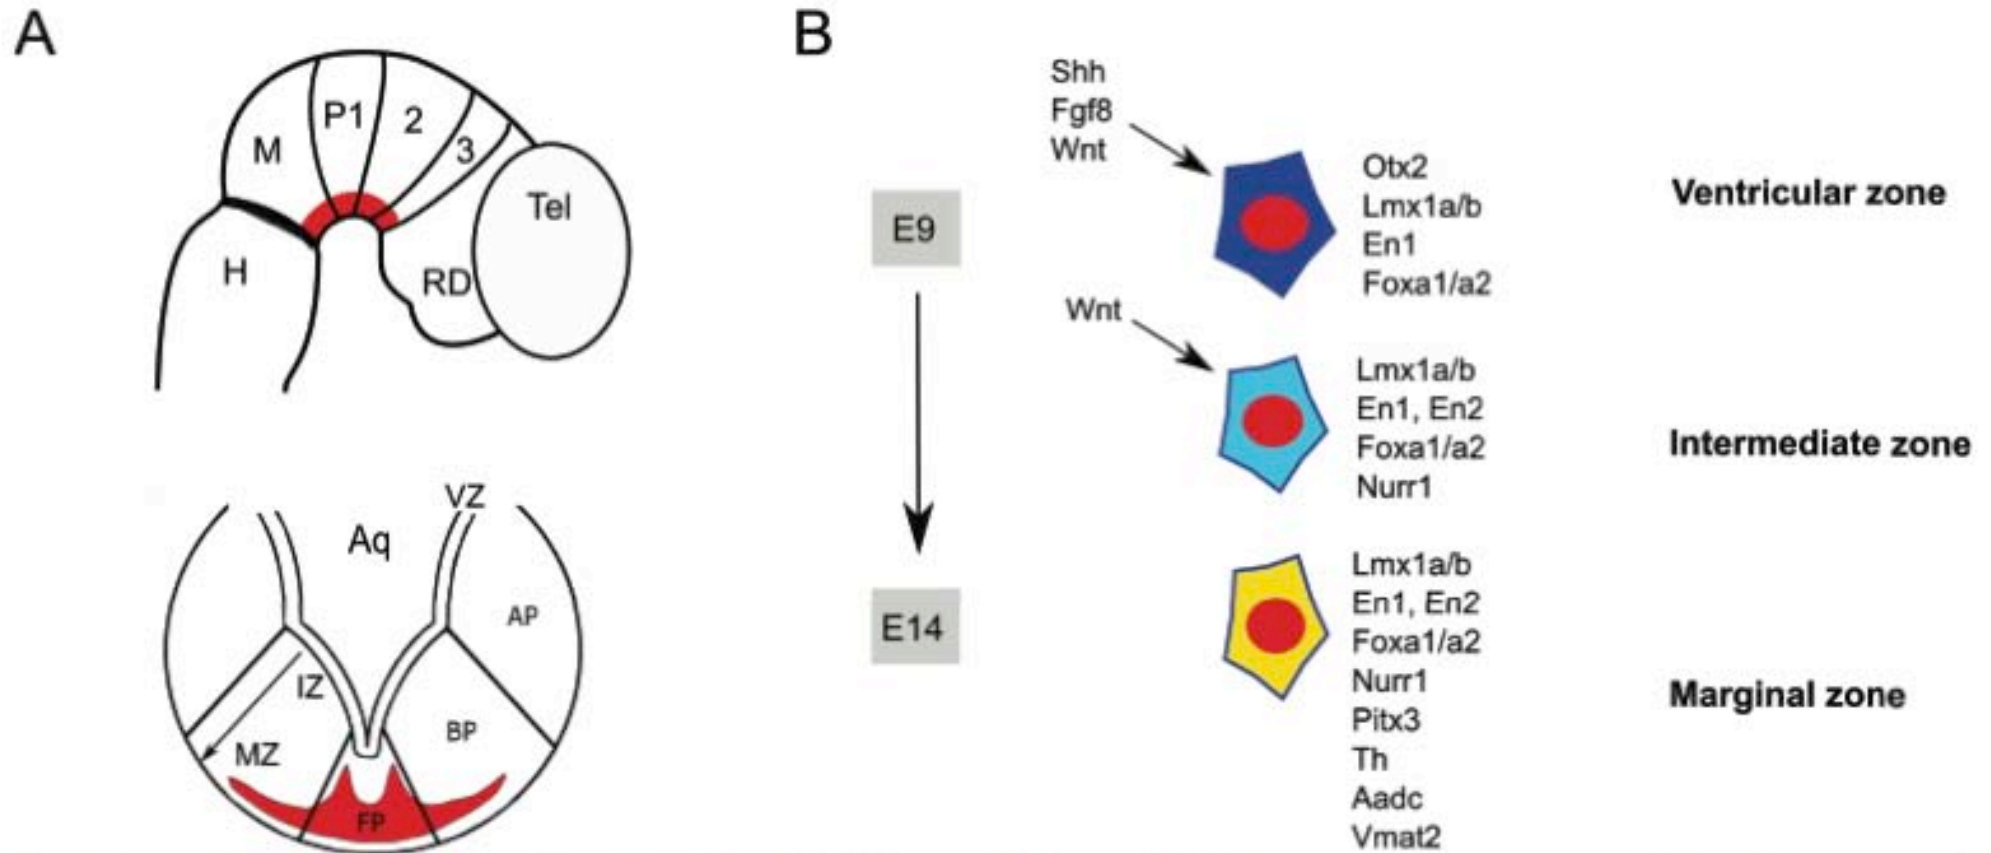 A
M
P1
2
3
Tel
H
RD
VZ
Aq
AP
IZ
BP
MZ
FP
B
Shh
Fgf8
Wnt
E9
Otx2
Lmx1a/b
En1
Foxa1/a2
Ventricular zone
Wnt
Lmx1a/b
En1, En2
Foxa1/a2
Nurr1
Intermediate zone
E14
Lmx1a/b
En1, En2
Foxa1/a2
Nurr1
Pitx3
Th
Aadc
Vmat2
Marginal zone